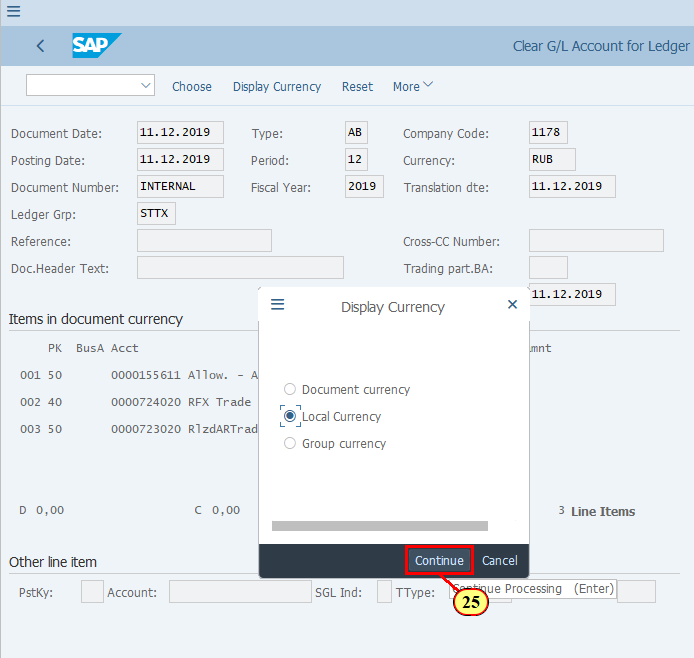 SAP Clear G/L Account for Ledger
Choose Display Currency Reset More
Document Date: 11.12.2019 Type: AB Company Code: 1178
Posting Date: 11.12.2019 Period: 12 Currency: RUB
Document Number: INTERNAL Fiscal Year: 2019 Translation dte: 11.12.2019
Ledger Grp: STTX
Reference: Cross-CC Number:
Doc.Header Text: Trading part.BA:
11.12.2019
Display Currency
Items in document currency
PK BusA Acct
001 50 0000155611 Allow. - A
002 40 0000724020 RFX Trade
003 50 0000723020 RlzdARTrad
Document currency
Local Currency
Group currency
D 0,00 C 0,00 3 Line Items
Continue Cancel
Other line item
PstKy: Account: SGL Ind: TType: Processing (Enter)
25